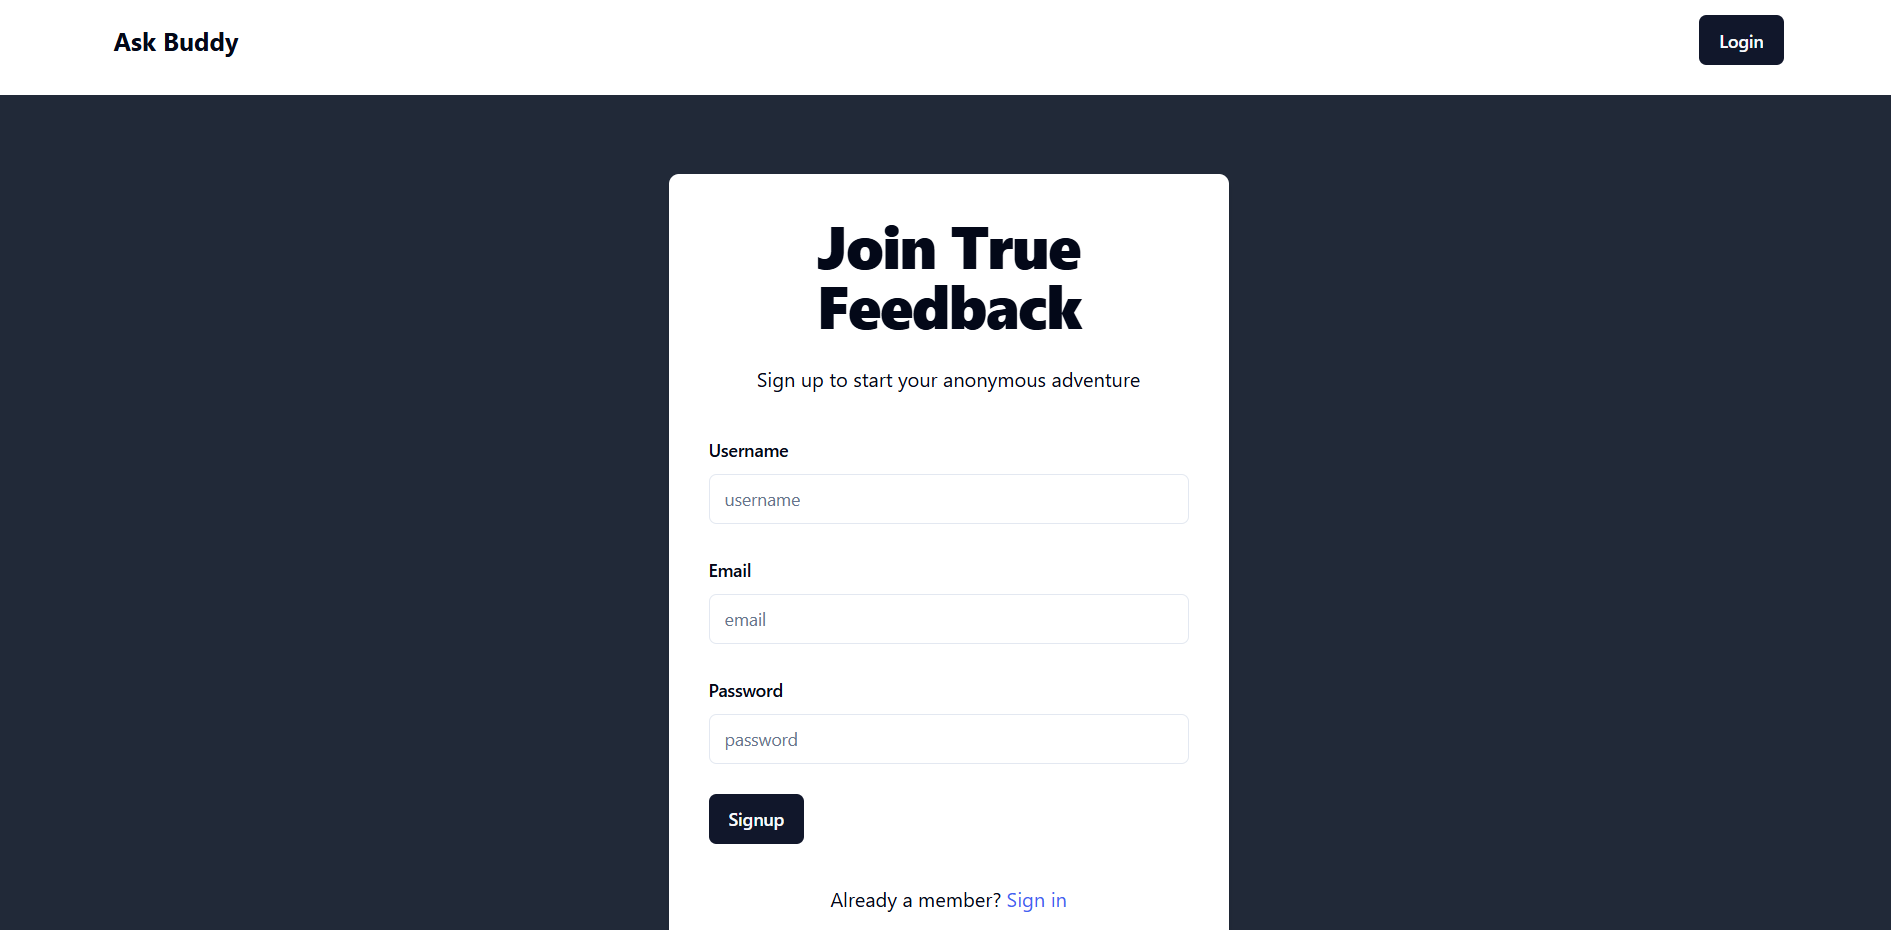 Ask Buddy
Login
Join True
Feedback
Sign up to start your anonymous adventure
Username
username
Email
email
Password
password
Signup
Already a member? Sign in